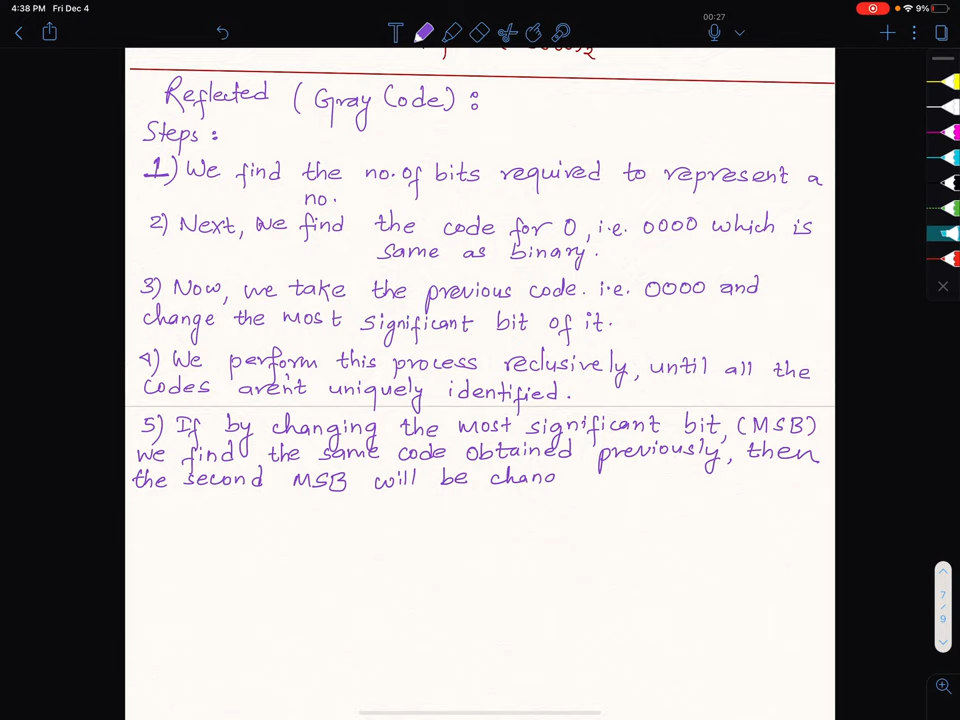 4:38 PM Fri Dec 4
00:27
9%
Reflected (Gray Code) :
Steps :
1) We find the no. of bits required to represent a
no.
2) Next, we find the code for 0, i.e. 0000 which is
same as binary.
3) Now, we take the previous code. i.e. 0000 and
change the most significant bit of it.
4) We perform this process reclusively, until all the
codes aren't uniquely identified.
5) If by changing the most significant bit, (MSB)
we find the same code obtained previously, then
the second MSB will be chano
7
/
9